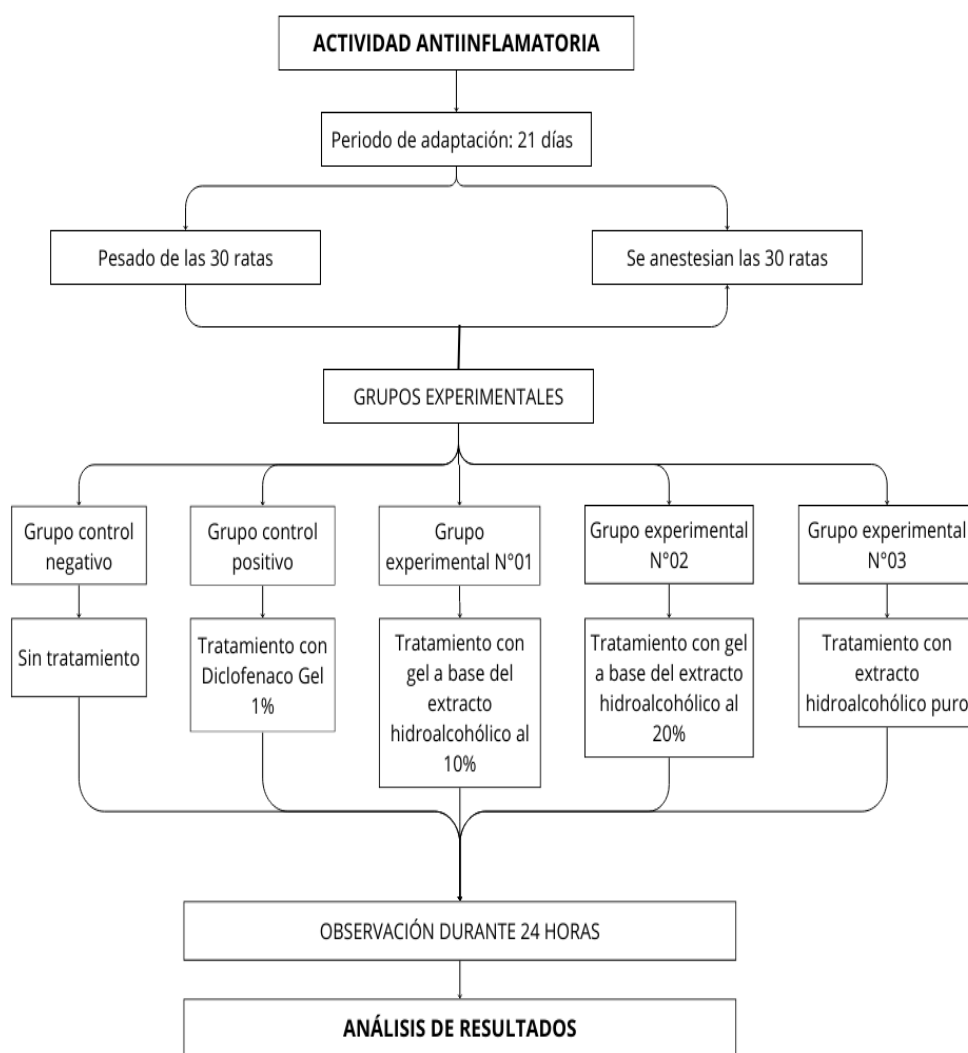 ACTIVIDAD ANTIINFLAMATORIA
Periodo de adaptación: 21 días
Pesado de las 30 ratas
Se anestesian las 30 ratas
GRUPOS EXPERIMENTALES
Grupo control
negativo
Grupo control
positivo
Grupo
experimental N°01
Grupo experimental
N°02
Grupo experimental
N°03
Sin tratamiento
Tratamiento con
Diclofenaco Gel
1%
Tratamiento con
gel a base del
extracto
hidroalcohólico al
10%
Tratamiento con gel
a base del extracto
hidroalcohólico al
20%
Tratamiento con
extracto
hidroalcohólico puro
OBSERVACIÓN DURANTE 24 HORAS
ANÁLISIS DE RESULTADOS